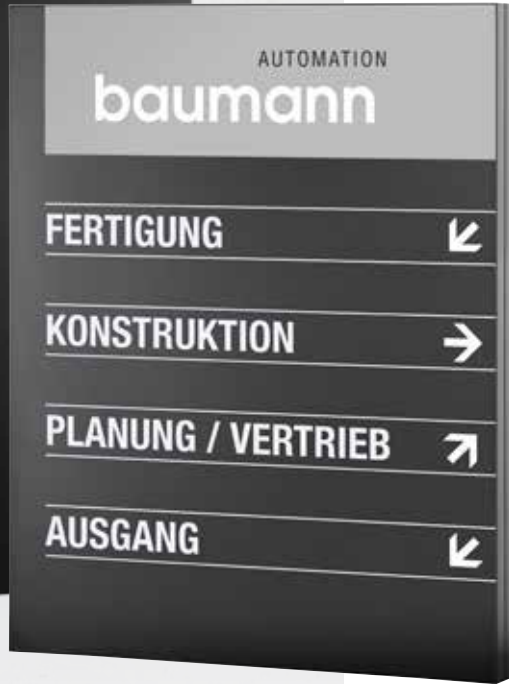 AUTOMATION
baumann
FERTIGUNG
KONSTRUKTION
PLANUNG / VERTRIEB
AUSGANG